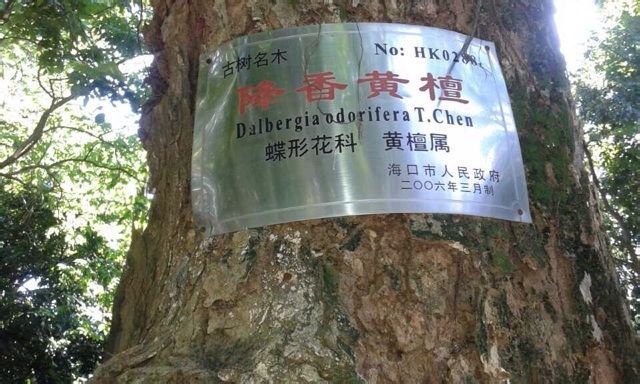 古树名木 No: HK0288
降香黄檀
Dalbergia odorifera T.Chen
蝶形花科 黄檀属
海口市人民政府
二〇〇六年三月制